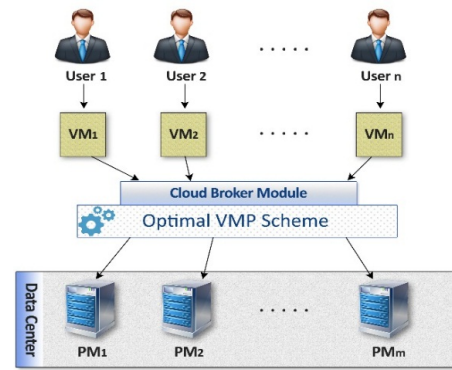 User 1 User 2 ..... User n
VM1 VM2 ..... VMn
Cloud Broker Module
Optimal VMP Scheme
Data Center
PM1 PM2 ..... PMm